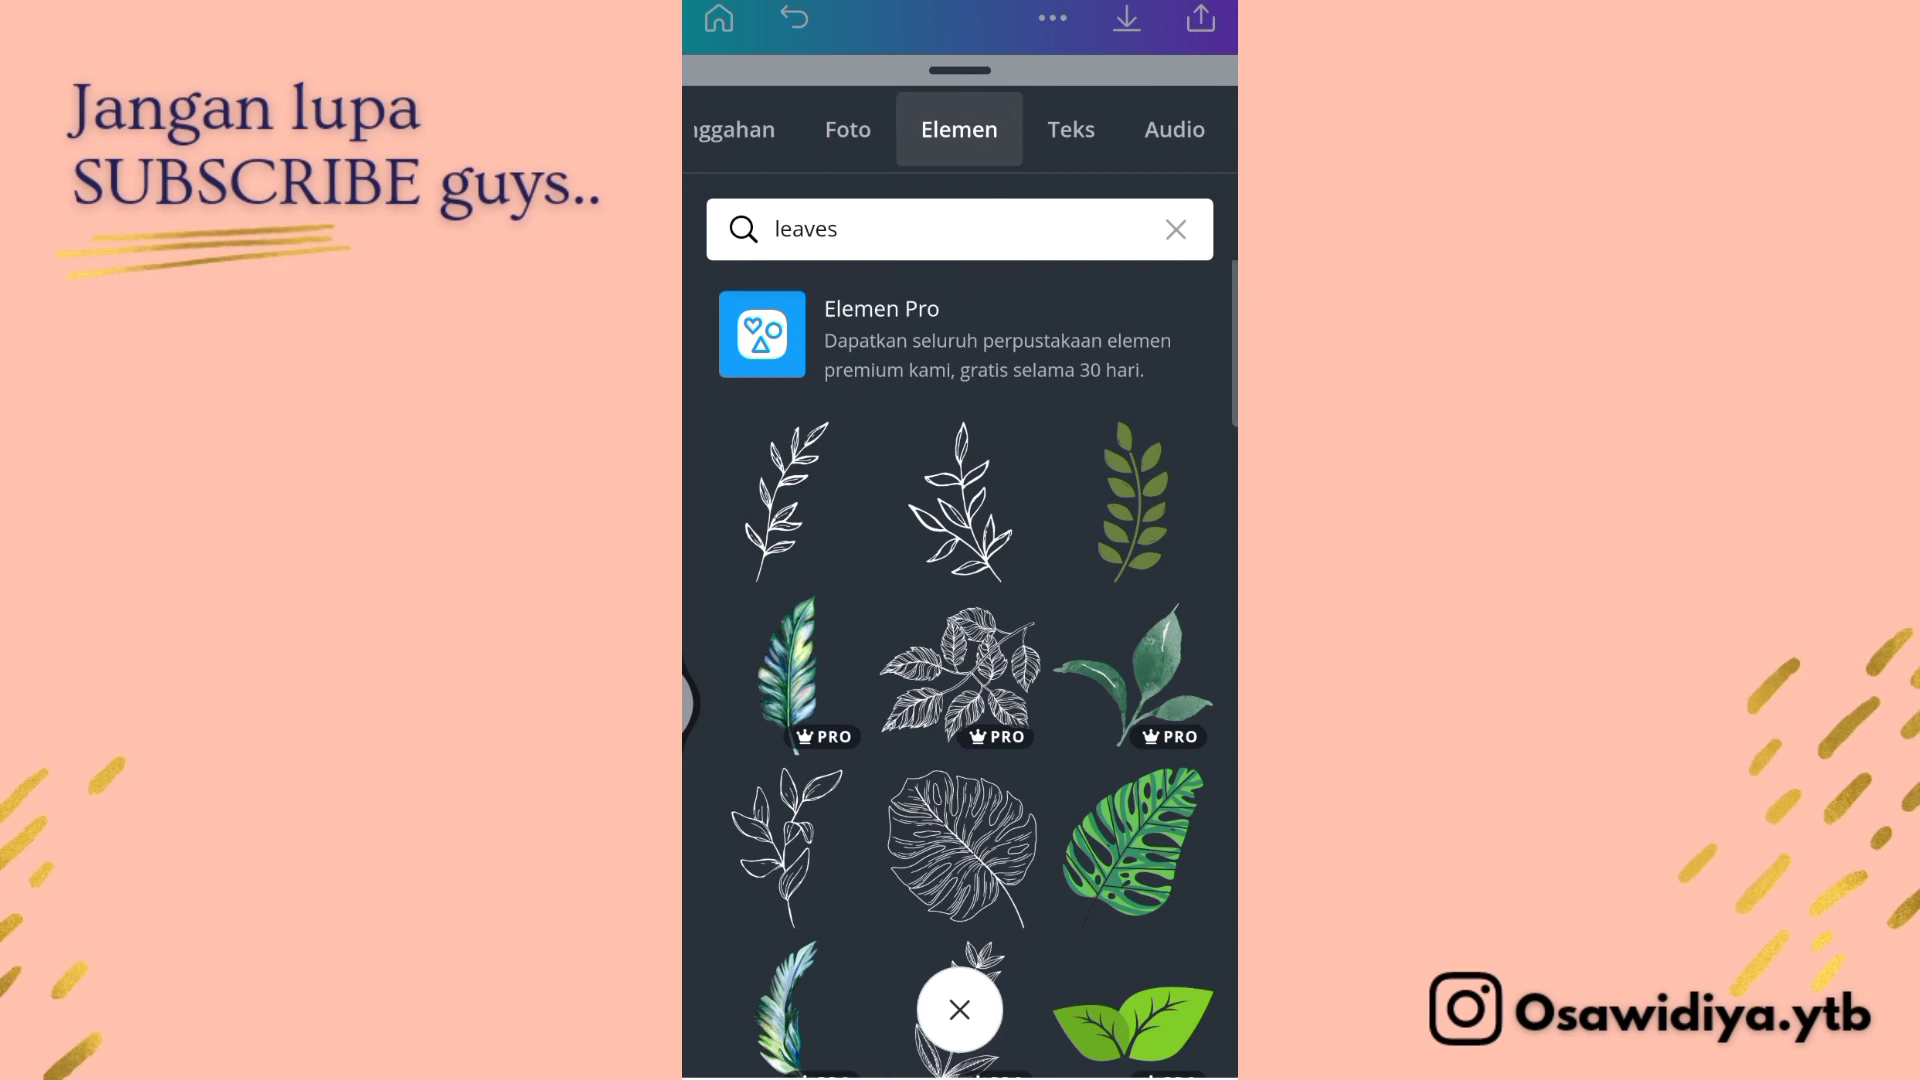 Jangan lupa
SUBSCRIBE guys..
nggahan Foto Elemen Teks Audio
leaves
Elemen Pro
Dapatkan seluruh perpustakaan elemen
premium kami, gratis selama 30 hari.
PRO PRO PRO
Osawidiya.ytb